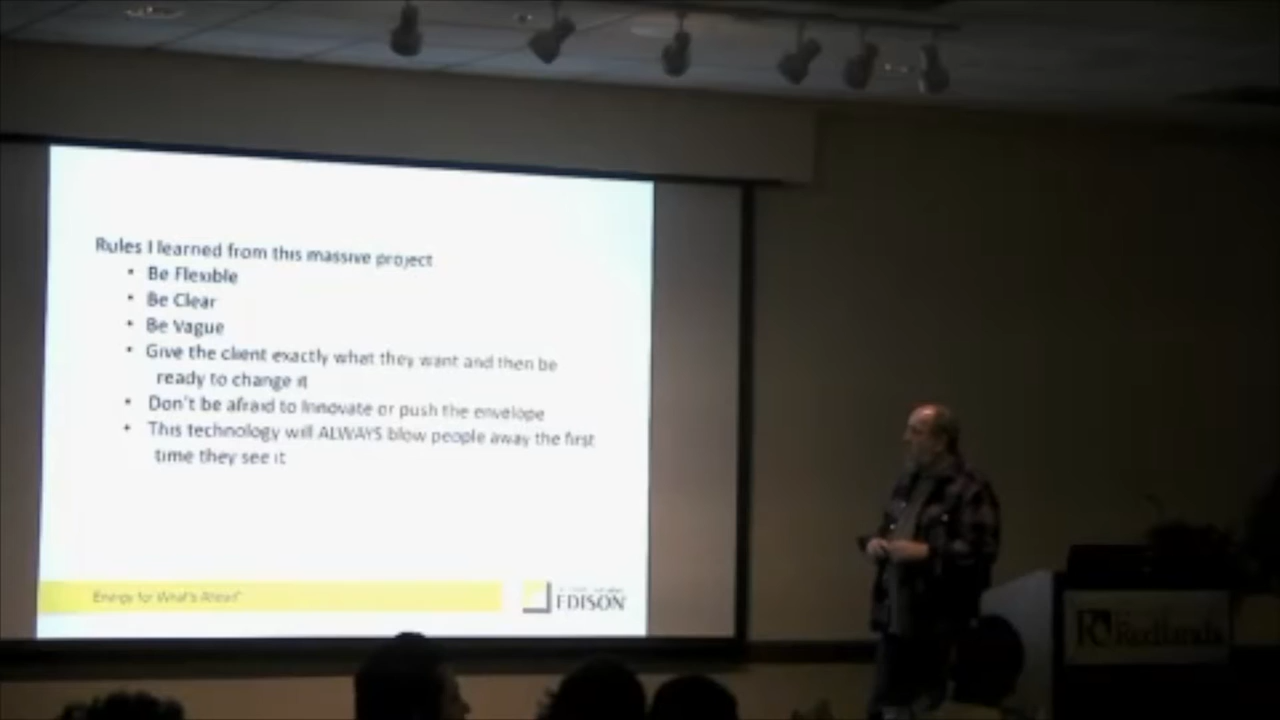 Rules I learned from this massive project
• Be Flexible
• Be Clear
• Be Vague
• Give the client exactly what they want and then be
ready to change it
• Don't be afraid to Innovate or push the envelope
• This technology will ALWAYS blow people away the first
time they see it
Energy for What's Ahead
EDISON
Redlands